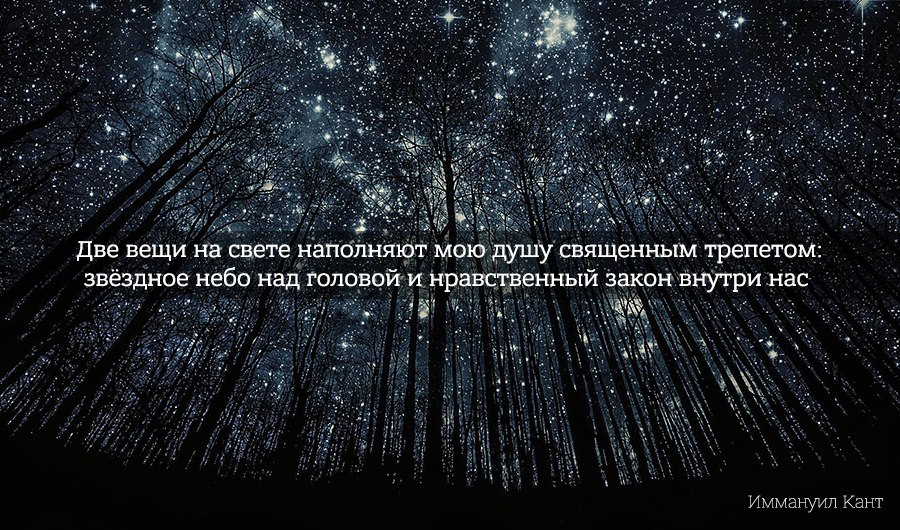 Две вещи на свете наполняют мою душу священным трепетом:
звёздное небо над головой и нравственный закон внутри нас
Иммануил Кант